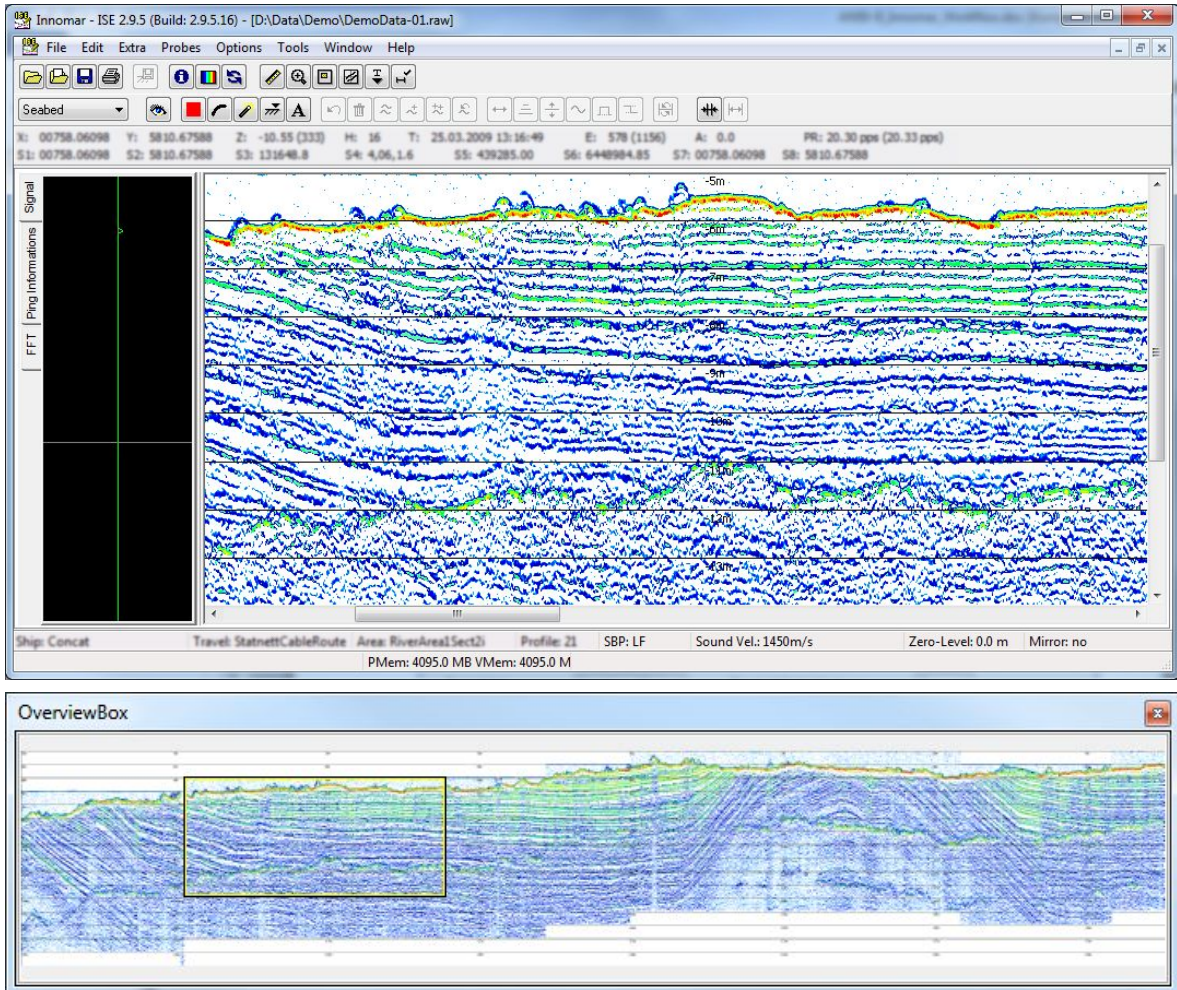 Innomar - ISE 2.9.5 (Build: 2.9.5.16) - [D:\Data\Demo\DemoData-01.raw]
File Edit Extra Probes Options Tools Window Help
Seabed
X: 00758.06098 Y: 5810.67588 Z: -10.55 (333) H: 16 T: 25.03.2009 13:16:49 E: 578 (1156) A: 0.0 PR: 20.30 pps (20.33 pps)
S1: 00758.06098 S2: 5810.67588 S3: 131648.8 S4: 4,06,1.6 S5: 439285.00 S6: 6448984.85 S7: 00758.06098 S8: 5810.67588
Signal
Ping Informations
FFT
-5m
-6m
-7m
-8m
-9m
-10m
-11m
-12m
-13m
Ship: Concat Travel: StatnettCableRoute Area: RiverArea1Sect2i Profile: 21 SBP: LF Sound Vel.: 1450m/s Zero-Level: 0.0 m Mirror: no
PMem: 4095.0 MB VMem: 4095.0 M
OverviewBox